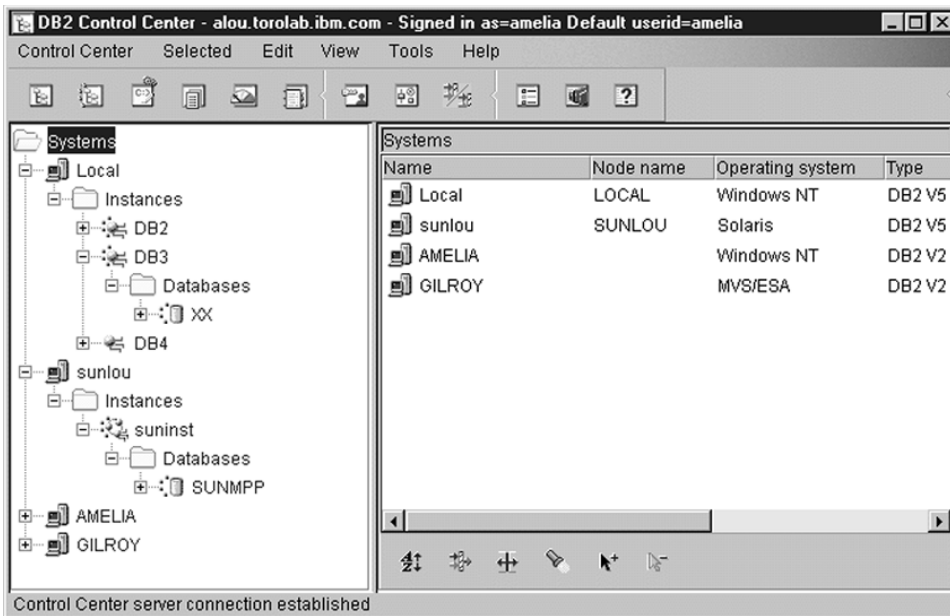 DB2 Control Center - alou.torolab.ibm.com - Signed in as=amelia Default userid=amelia
Control Center Selected Edit View Tools Help
Systems
Local
Instances
DB2
DB3
Databases
XX
DB4
sunlou
Instances
suninst
Databases
SUNMPP
AMELIA
GILROY
Systems
Name Node name Operating system Type
Local LOCAL Windows NT DB2 V5
sunlou SUNLOU Solaris DB2 V5
AMELIA Windows NT DB2 V2
GILROY MVS/ESA DB2 V2
Control Center server connection established